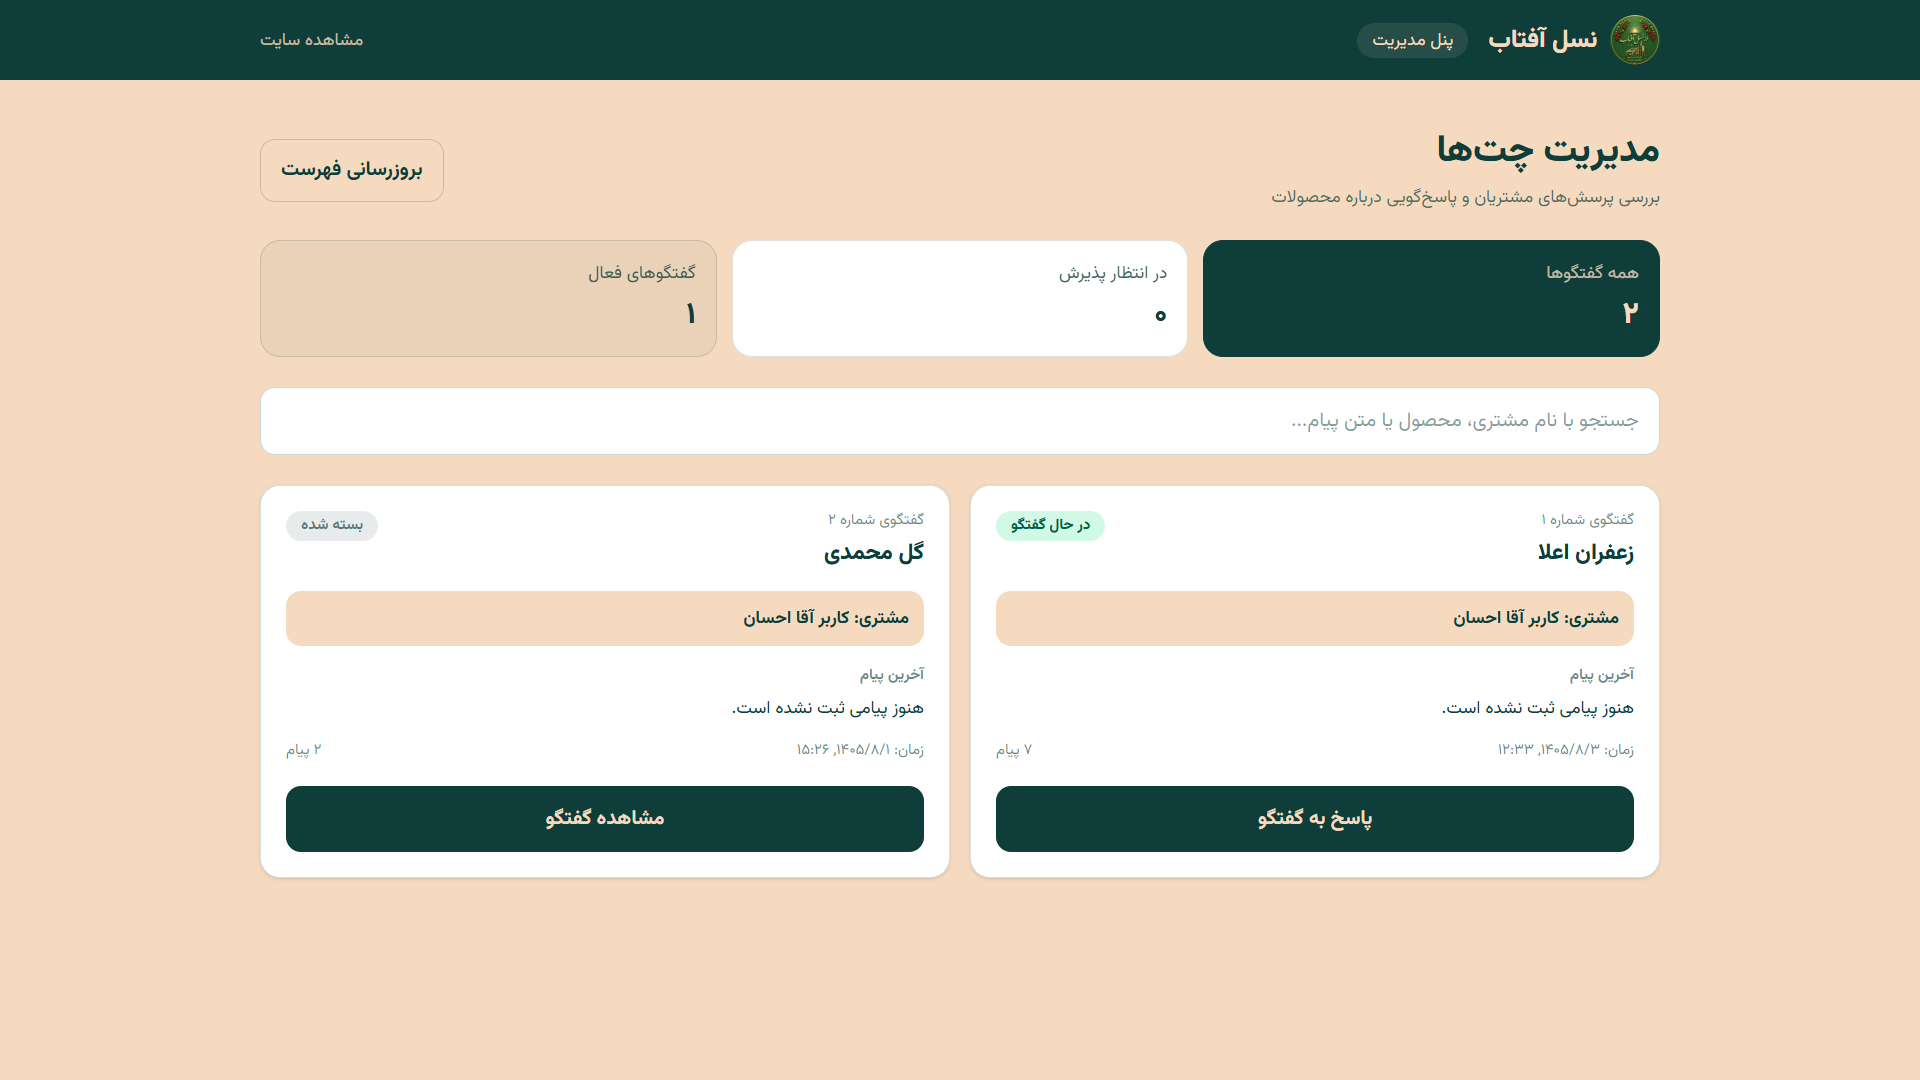 نسل آفتاب
پنل مدیریت
مشاهده سایت
مدیریت چت‌ها
بررسی پرسش‌های مشتریان و پاسخ‌گویی درباره محصولات
بروزرسانی فهرست
همه گفتگوها
۲
در انتظار پذیرش
۰
گفتگوهای فعال
۱
جستجو با نام مشتری، محصول یا متن پیام...
گفتگوی شماره ۱
در حال گفتگو
زعفران اعلا
مشتری: کاربر آقا احسان
آخرین پیام
هنوز پیامی ثبت نشده است.
زمان: ۱۴۰۵/۸/۳, ۱۲:۳۳
۷ پیام
پاسخ به گفتگو
گفتگوی شماره ۲
بسته شده
گل محمدی
مشتری: کاربر آقا احسان
آخرین پیام
هنوز پیامی ثبت نشده است.
زمان: ۱۴۰۵/۸/۱, ۱۵:۲۶
۲ پیام
مشاهده گفتگو